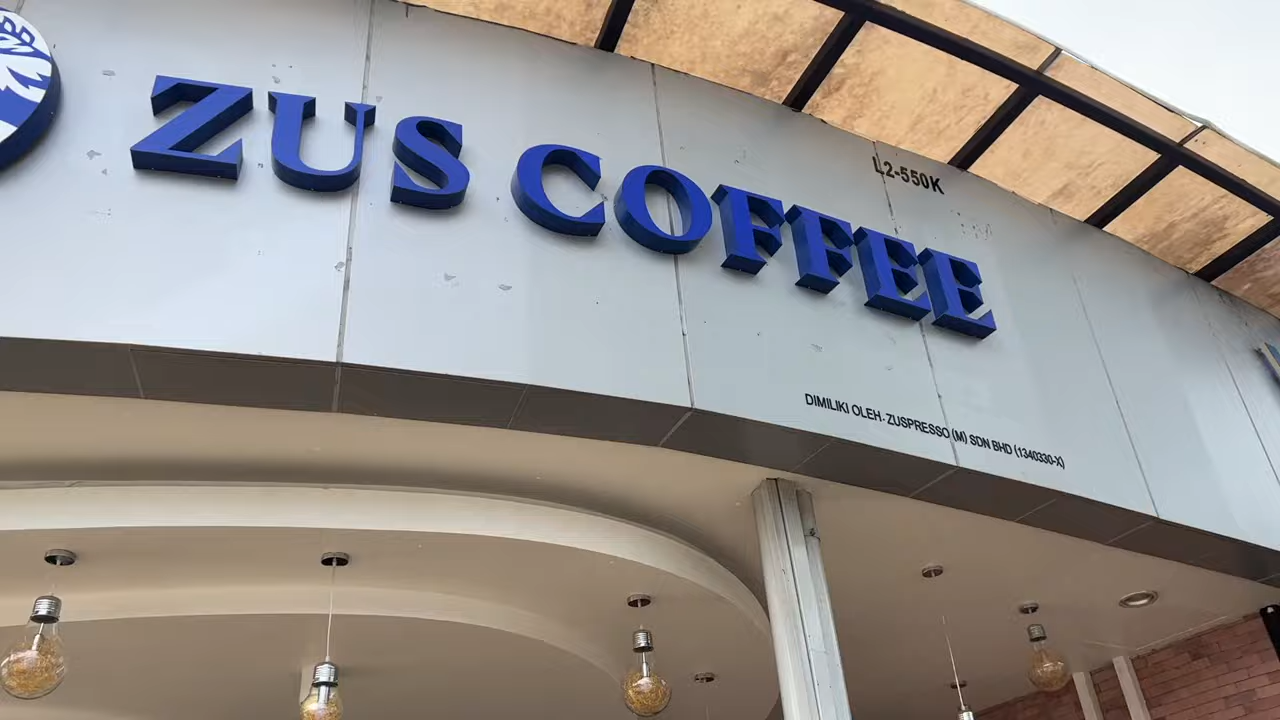 ZUS COFFEE
L2-550K
DIMILIKI OLEH-ZUSPRESSO (M) SDN BHD (1340330-X)